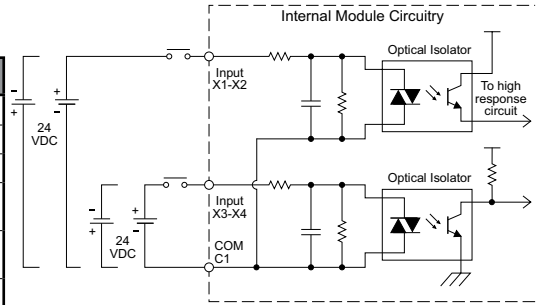 Internal Module Circuitry
Optical Isolator
Input
X1-X2
To high
response
circuit
-
+
+
-
24
VDC
Optical Isolator
Input
X3-X4
-
+
+
-
24
VDC
COM
C1